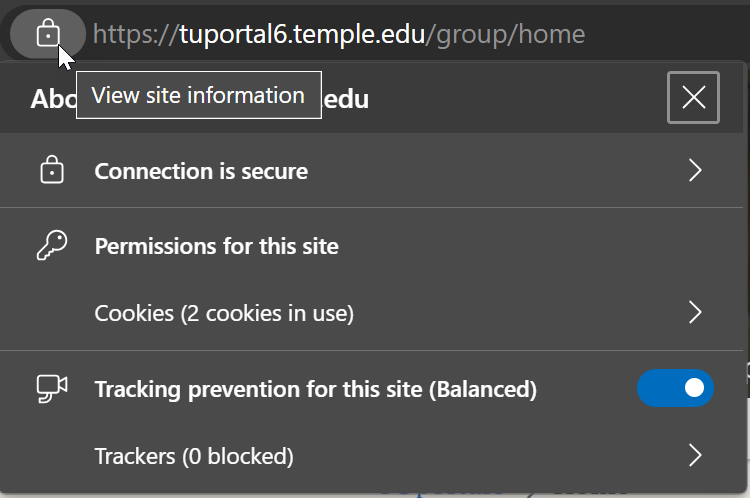 https://tuportal6.temple.edu/group/home
View site information
Abo edu
Connection is secure
Permissions for this site
Cookies (2 cookies in use)
Tracking prevention for this site (Balanced)
Trackers (0 blocked)